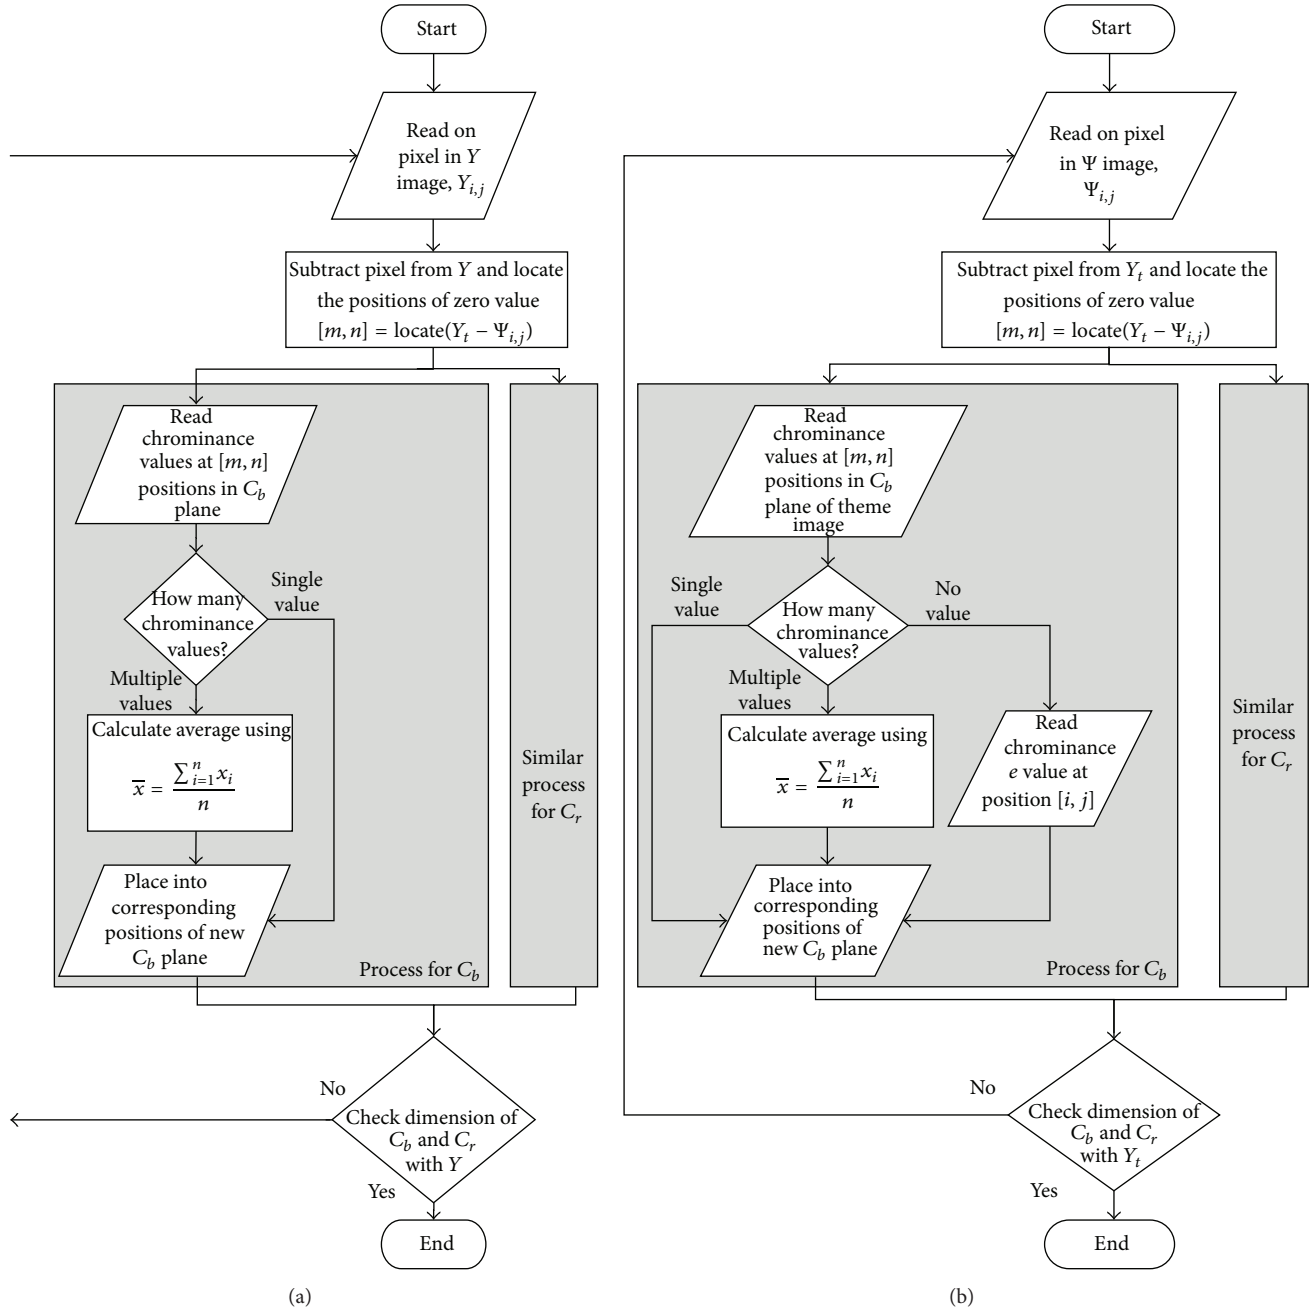 Start
Read on
pixel in Y
image, Y_{i,j}
Subtract pixel from Y and locate
the positions of zero value
[m, n] = locate(Y_t − Ψ_{i,j})
Read
chrominance
values at [m, n]
positions in C_b
plane
How many
chrominance
values?
Single
value
Multiple
values
Calculate average using
x̄ = ∑_{i=1}^{n} x_i / n
Place into
corresponding
positions of new
C_b plane
Process for C_b
Similar
process
for C_r
No
Check dimension of
C_b and C_r
with Y
Yes
End
(a)
Start
Read on pixel
in Ψ image,
Ψ_{i,j}
Subtract pixel from Y_t and locate the
positions of zero value
[m, n] = locate(Y_t − Ψ_{i,j})
Read
chrominance
values at [m, n]
positions in C_b
plane of theme
image
Single
value
How many
chrominance
values?
No
value
Multiple
values
Calculate average using
x̄ = ∑_{i=1}^{n} x_i / n
Read
chrominance
e value at
position [i, j]
Place into
corresponding
positions of
new C_b plane
Process for C_b
Similar
process
for C_r
No
Check dimension of
C_b and C_r
with Y_t
Yes
End
(b)